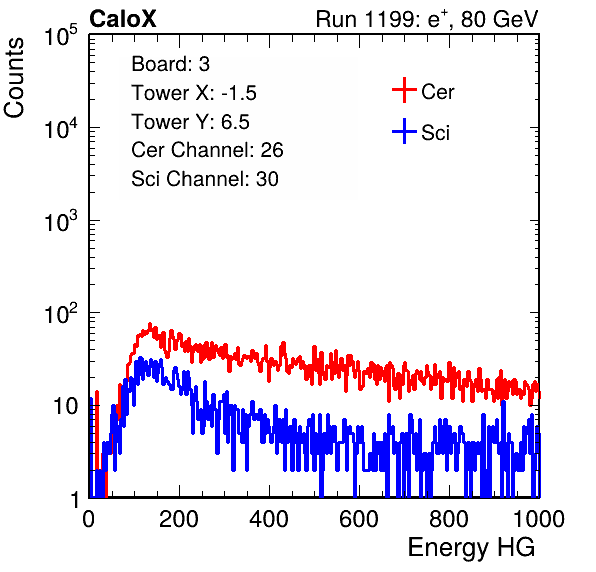 CaloX Run 1199: e⁺, 80 GeV
Counts
Board: 3
Tower X: -1.5
Tower Y: 6.5
Cer Channel: 26
Sci Channel: 30
Cer
Sci
10⁵
10⁴
10³
10²
10
1
0 200 400 600 800 1000
Energy HG